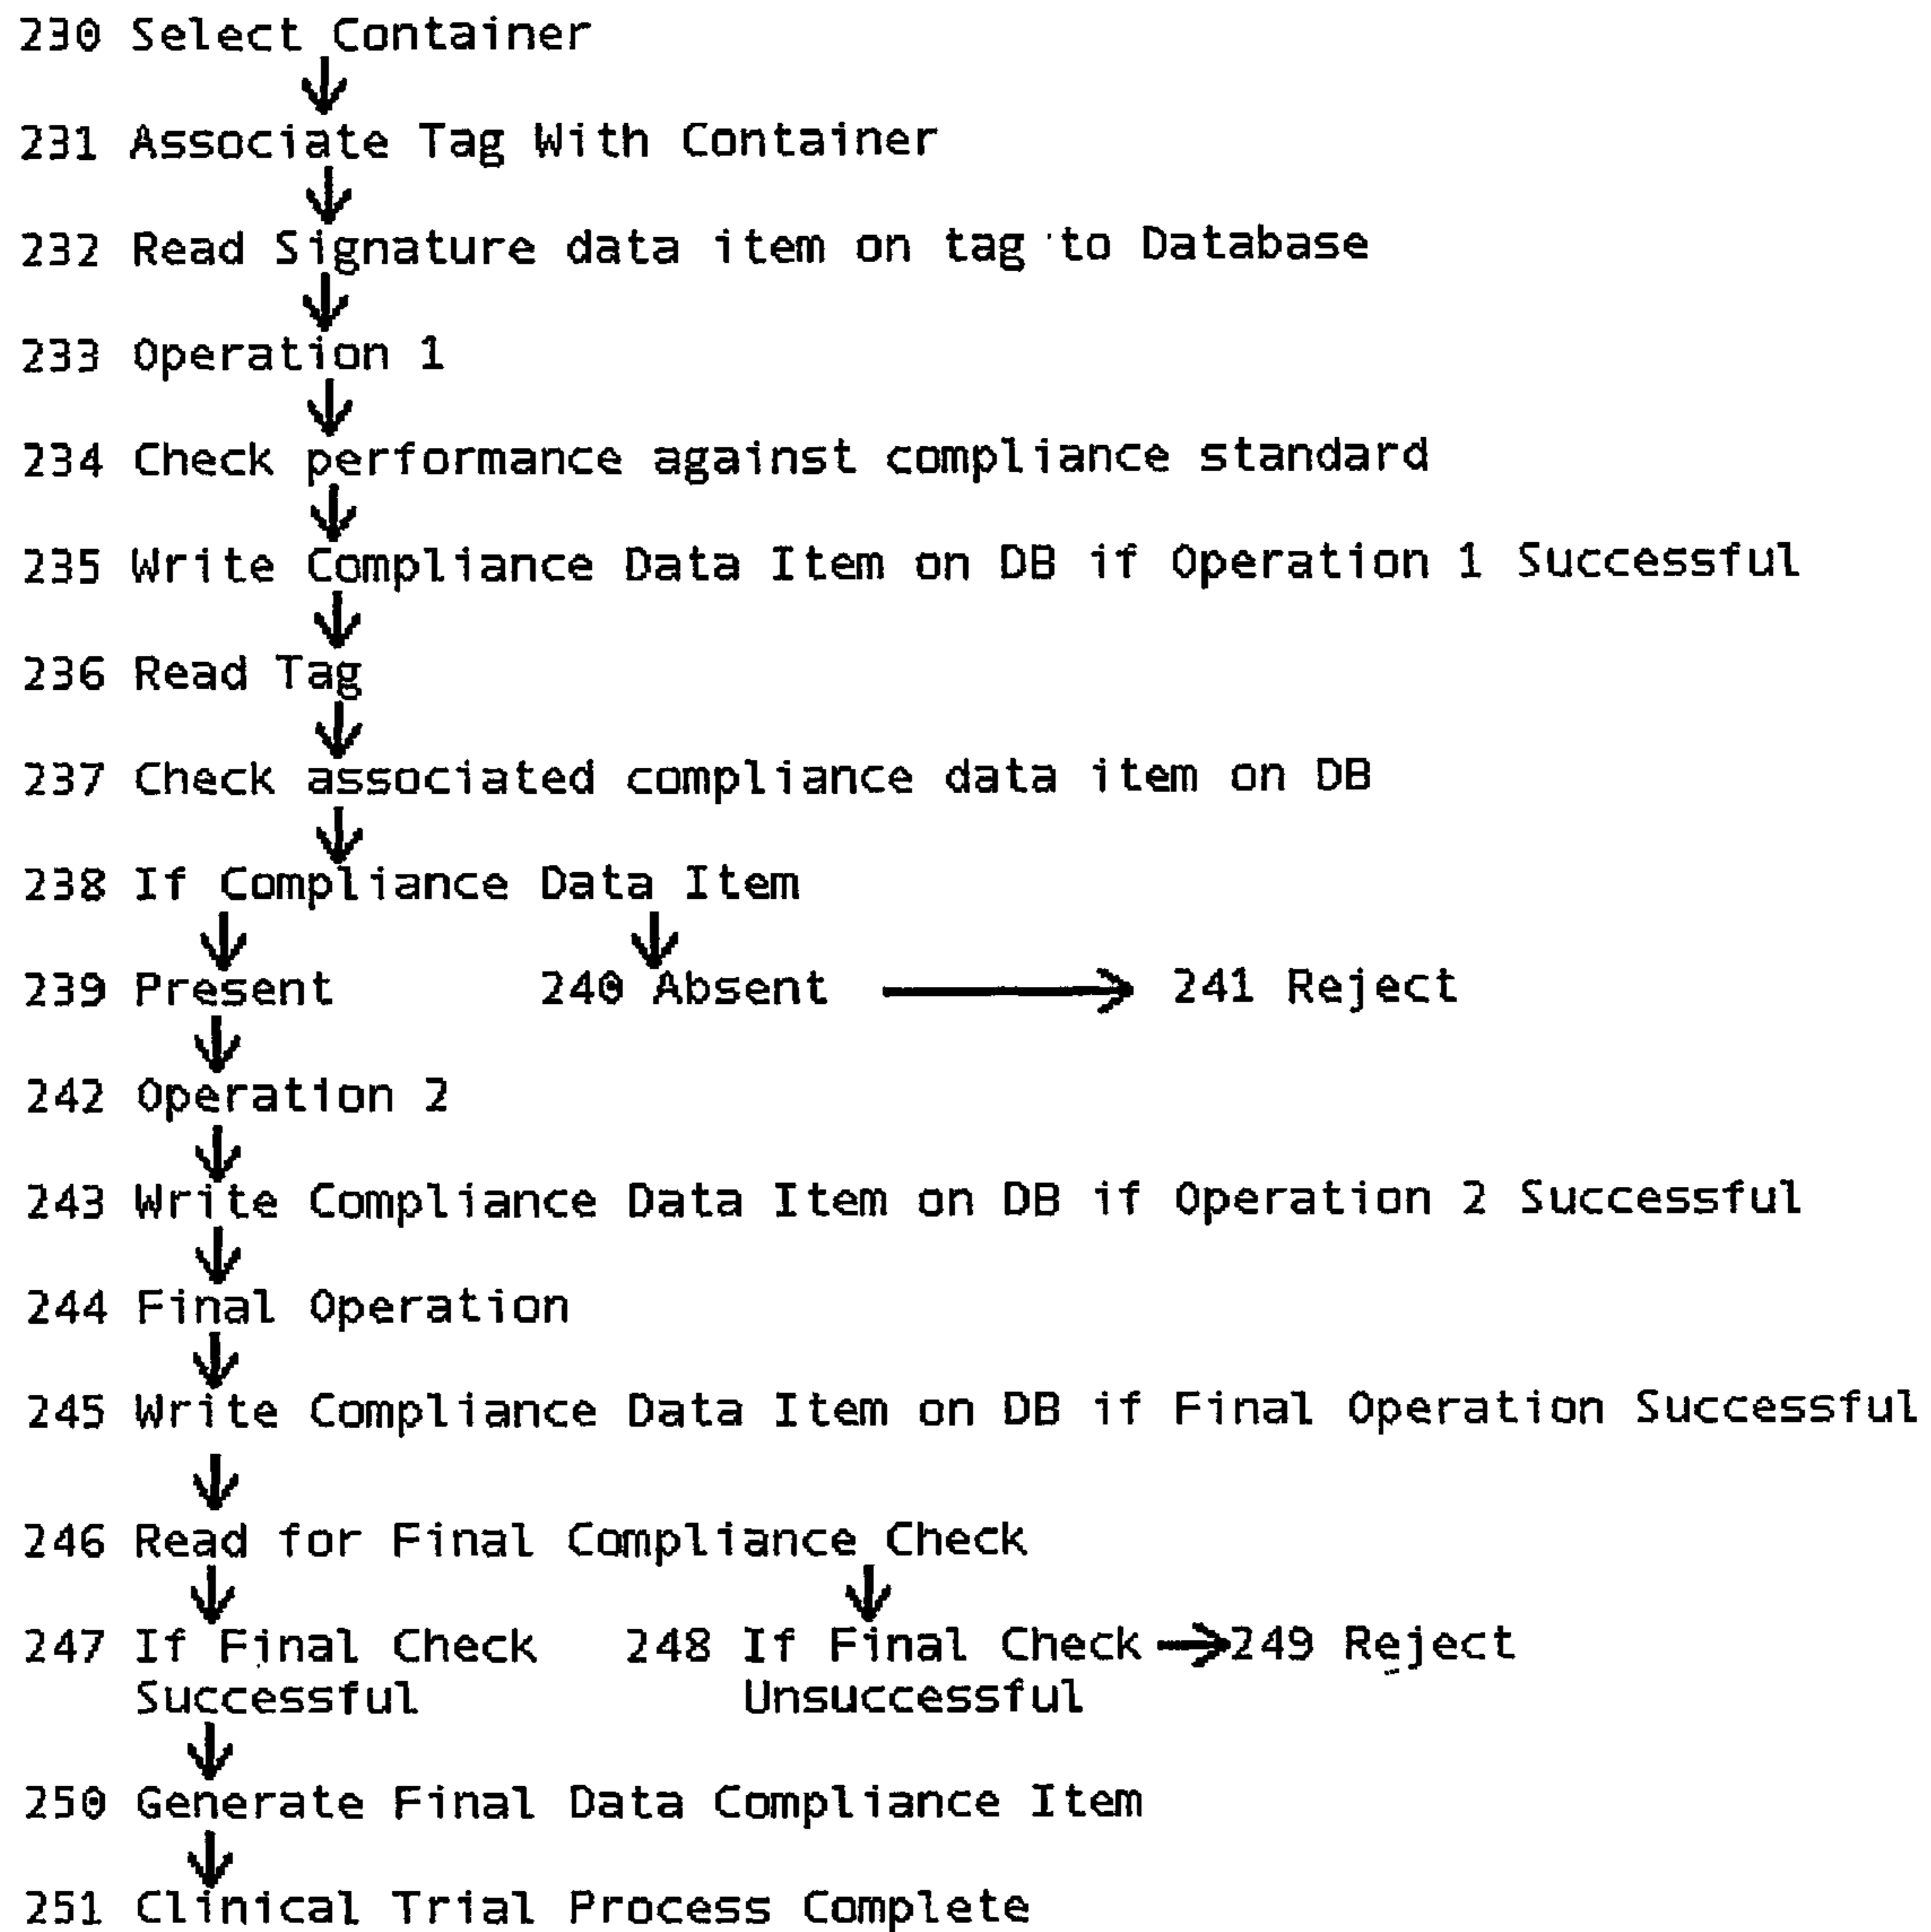 230 Select Container
231 Associate Tag With Container
232 Read Signature data item on tag to Database
233 Operation 1
234 Check performance against compliance standard
235 Write Compliance Data Item on DB if Operation 1 Successful
236 Read Tag
237 Check associated compliance data item on DB
238 If Compliance Data Item
239 Present 240 Absent 241 Reject
242 Operation 2
243 Write Compliance Data Item on DB if Operation 2 Successful
244 Final Operation
245 Write Compliance Data Item on DB if Final Operation Successful
246 Read for Final Compliance Check
247 If Final Check 248 If Final Check 249 Reject
Successful Unsuccessful
250 Generate Final Data Compliance Item
251 Clinical Trial Process Complete